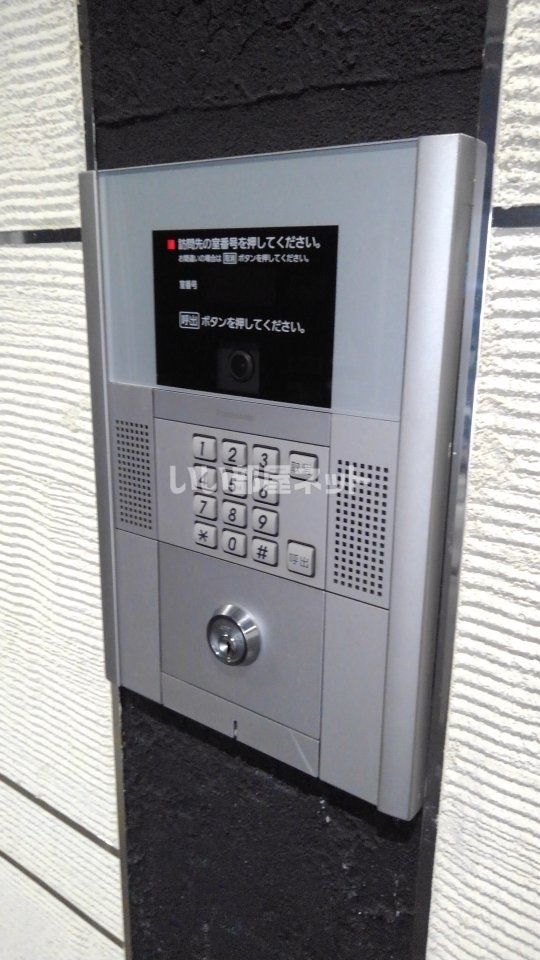 訪問先の室番号を押してください。
お間違いの場合は 取消 ボタンを押してください。
室番号
呼出 ボタンを押してください。
Panasonic
1 2 3 取消
4 5 6
7 8 9
* 0 # 呼出
いい部屋ネット